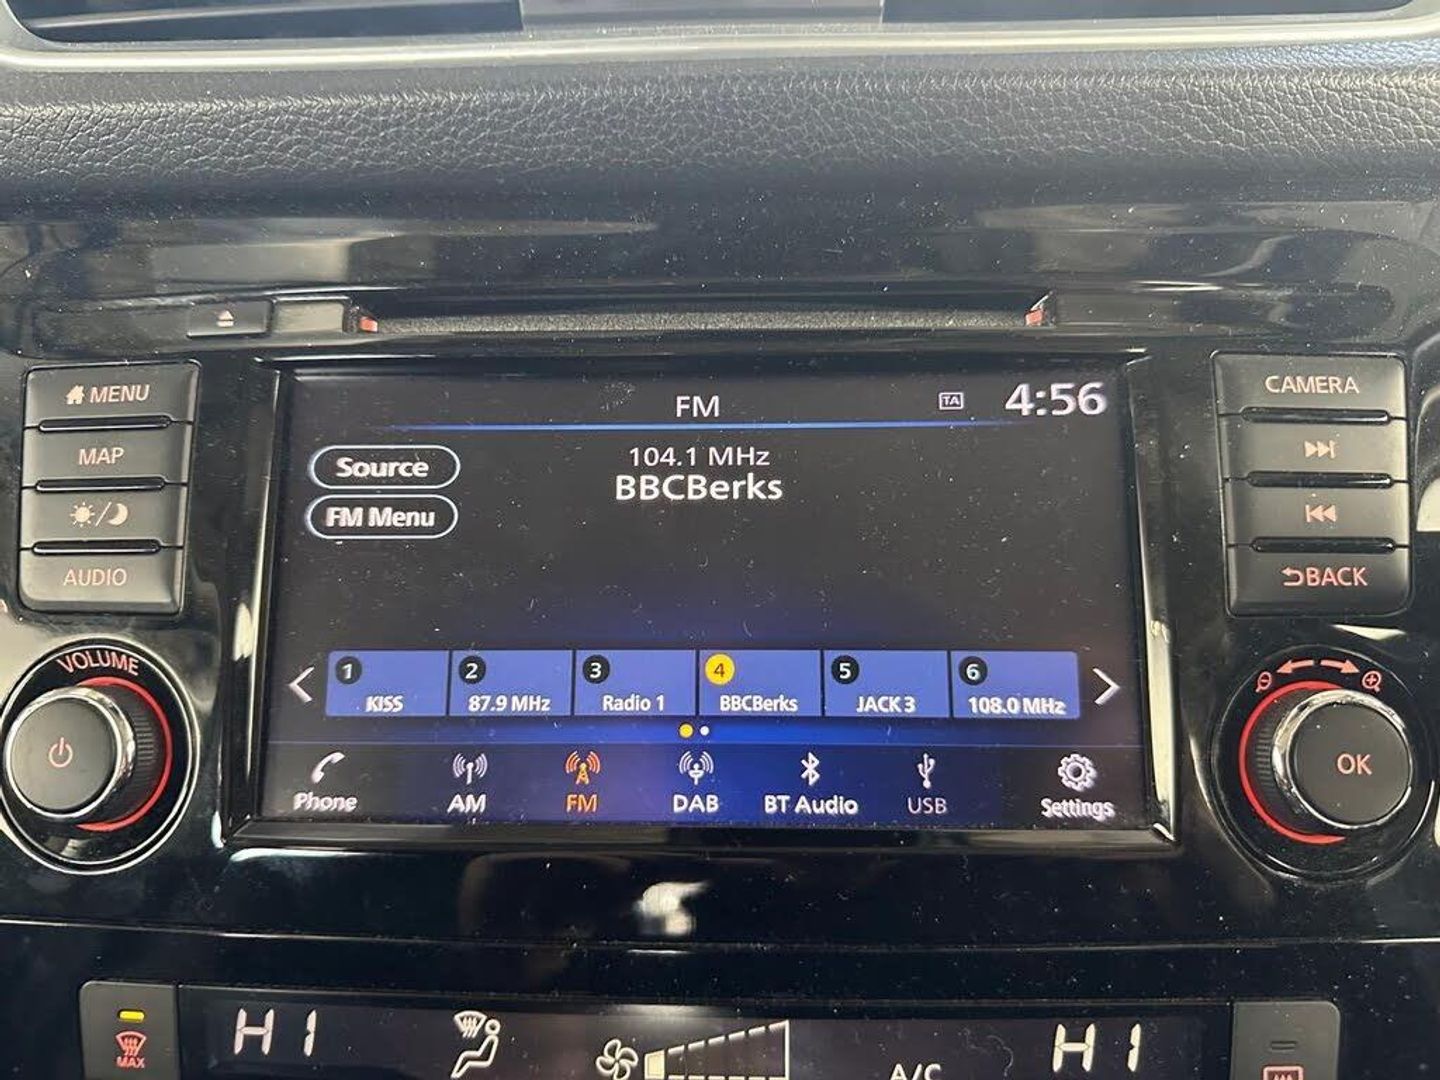 MENU
MAP
AUDIO
VOLUME
FM
TA
4:56
Source
FM Menu
104.1 MHz
BBCBerks
1
KISS
2
87.9 MHz
3
Radio 1
4
BBCBerks
5
JACK 3
6
108.0 MHz
Phone
AM
FM
DAB
BT Audio
USB
Settings
CAMERA
BACK
OK
MAX
HI
A/C
HI